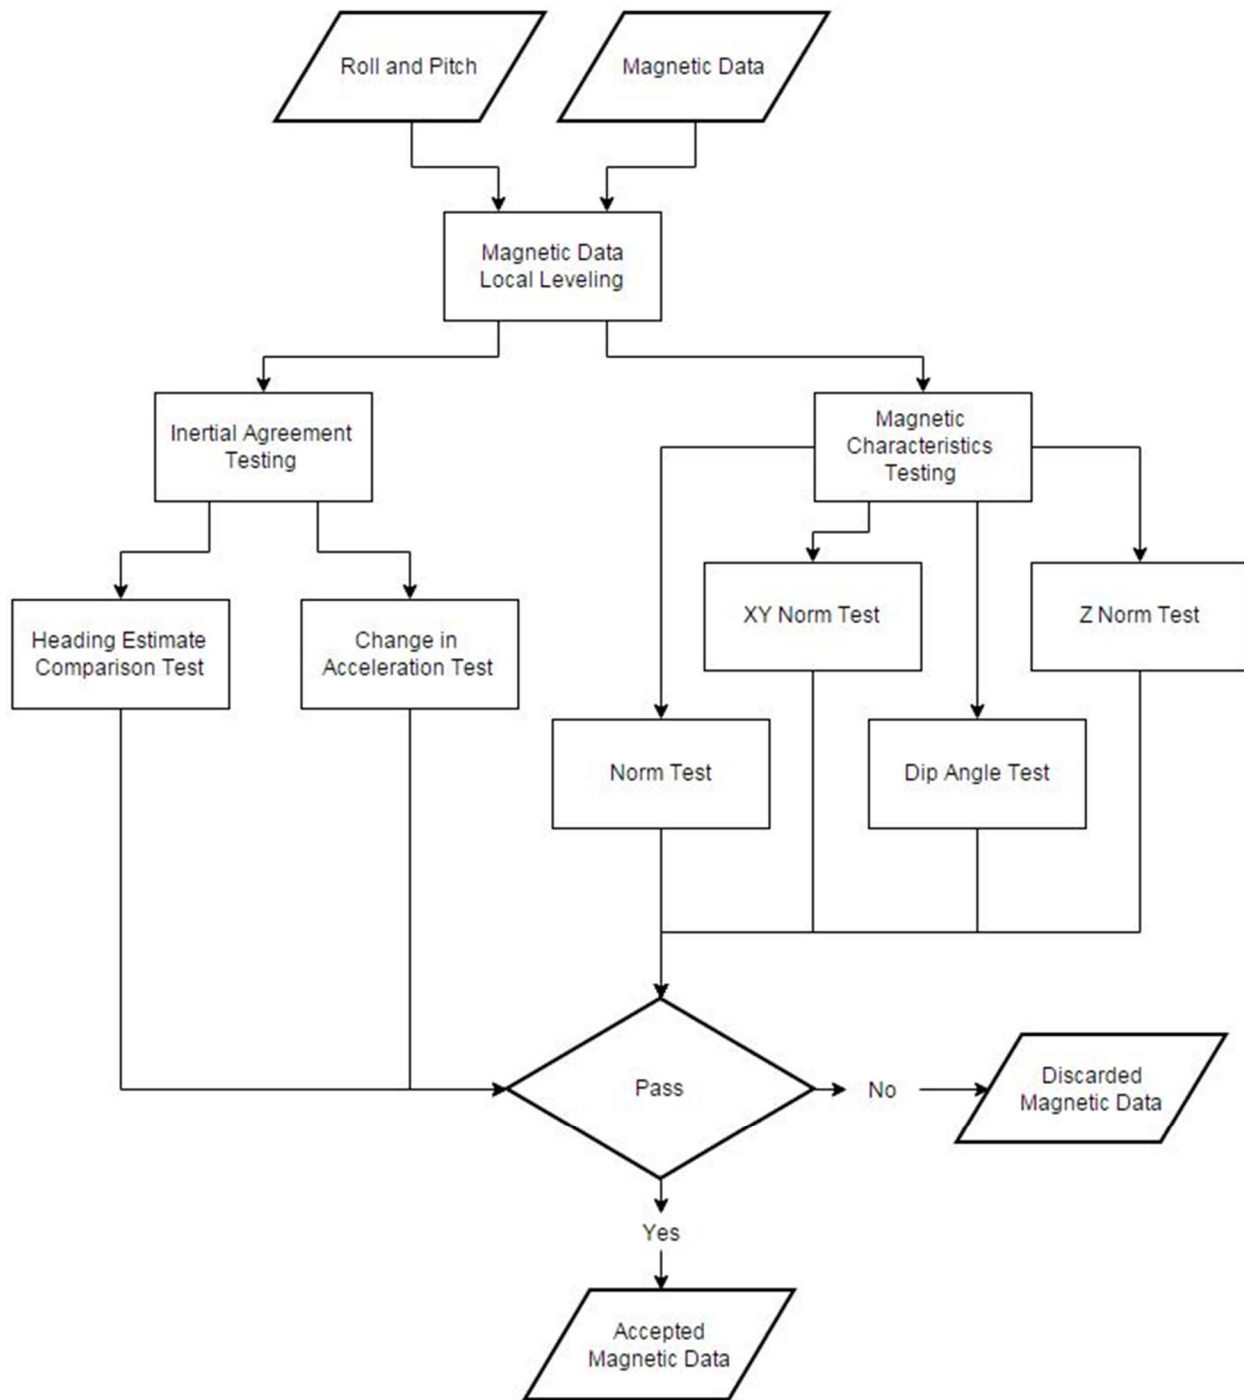 Roll and Pitch
Magnetic Data
Magnetic Data
Local Leveling
Inertial Agreement
Testing
Magnetic
Characteristics
Testing
XY Norm Test
Z Norm Test
Heading Estimate
Comparison Test
Change in
Acceleration Test
Norm Test
Dip Angle Test
Pass
No
Discarded
Magnetic Data
Yes
Accepted
Magnetic Data